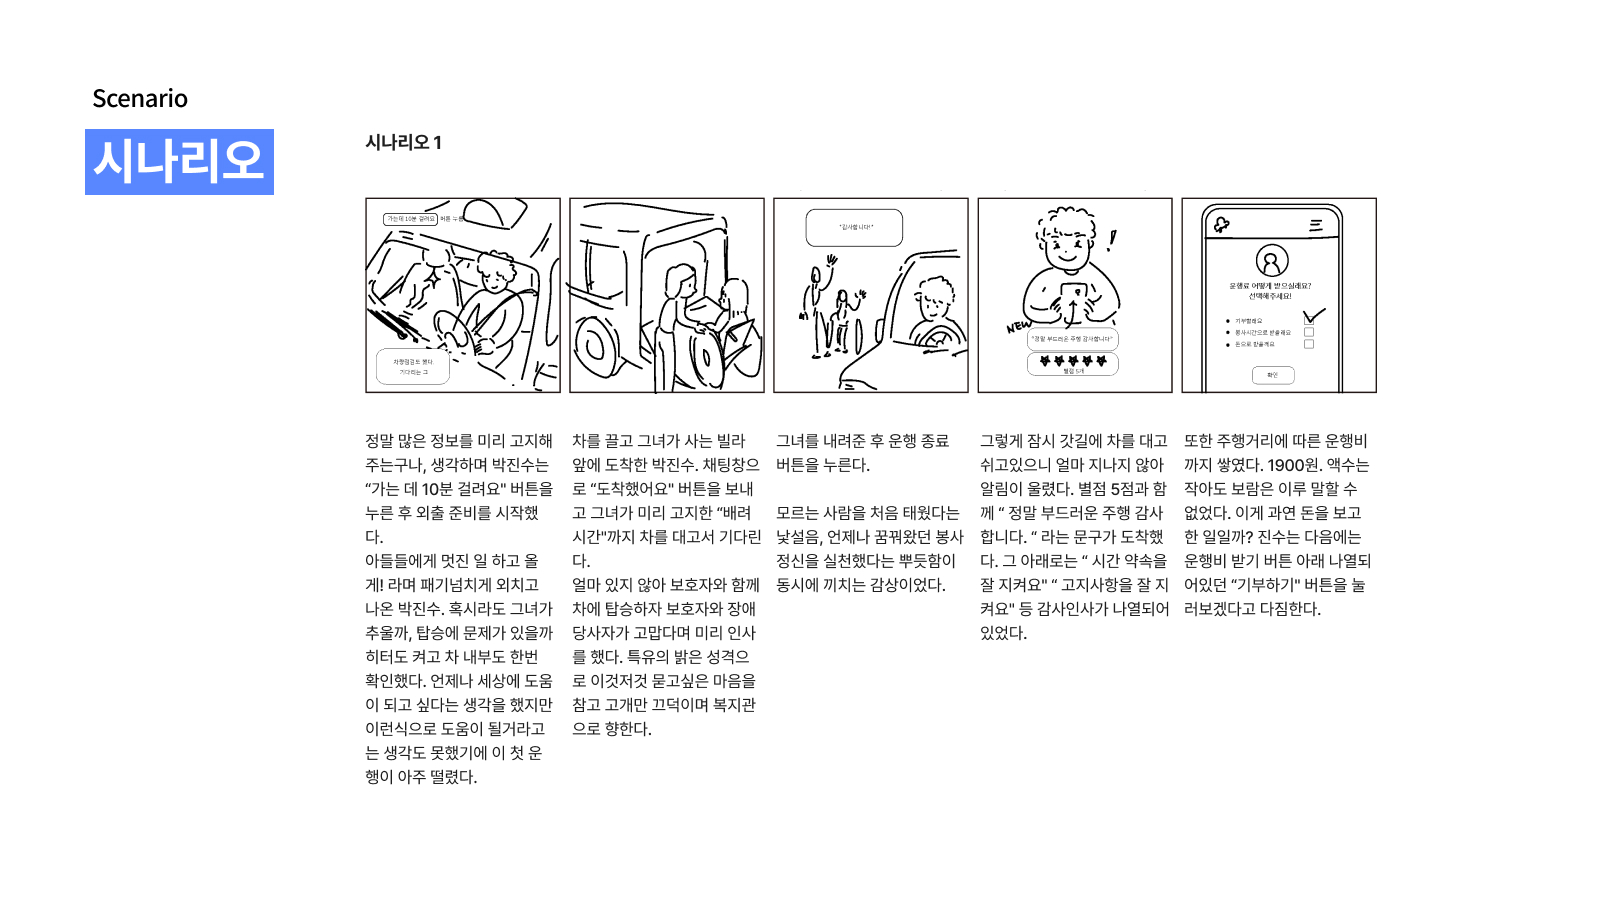 Scenario
시나리오
시나리오 1
가는데 10분 걸려요 버튼 누름
차량점검도 했다.
기다리는 그
"감사합니다!"
!
NEW
"정말 부드러운 주행 감사합니다"
별점 5개
운행료 어떻게 받으실래요?
선택해주세요!
기부할래요
봉사시간으로 받을래요
돈으로 받을게요
확인
정말 많은 정보를 미리 고지해
주는구나, 생각하며 박진수는
“가는 데 10분 걸려요" 버튼을
누른 후 외출 준비를 시작했
다.
아들들에게 멋진 일 하고 올
게! 라며 패기넘치게 외치고
나온 박진수. 혹시라도 그녀가
추울까, 탑승에 문제가 있을까
히터도 켜고 차 내부도 한번
확인했다. 언제나 세상에 도움
이 되고 싶다는 생각을 했지만
이런식으로 도움이 될거라고
는 생각도 못했기에 이 첫 운
행이 아주 떨렸다.
차를 끌고 그녀가 사는 빌라
앞에 도착한 박진수. 채팅창으
로 “도착했어요" 버튼을 보내
고 그녀가 미리 고지한 “배려
시간"까지 차를 대고서 기다린
다.
얼마 있지 않아 보호자와 함께
차에 탑승하자 보호자와 장애
당사자가 고맙다며 미리 인사
를 했다. 특유의 밝은 성격으
로 이것저것 묻고싶은 마음을
참고 고개만 끄덕이며 복지관
으로 향한다.
그녀를 내려준 후 운행 종료
버튼을 누른다.
모르는 사람을 처음 태웠다는
낯설음, 언제나 꿈꿔왔던 봉사
정신을 실천했다는 뿌듯함이
동시에 끼치는 감상이었다.
그렇게 잠시 갓길에 차를 대고
쉬고있으니 얼마 지나지 않아
알림이 울렸다. 별점 5점과 함
께 “ 정말 부드러운 주행 감사
합니다. “ 라는 문구가 도착했
다. 그 아래로는 “ 시간 약속을
잘 지켜요" “ 고지사항을 잘 지
켜요" 등 감사인사가 나열되어
있었다.
또한 주행거리에 따른 운행비
까지 쌓였다. 1900원. 액수는
작아도 보람은 이루 말할 수
없었다. 이게 과연 돈을 보고
한 일일까? 진수는 다음에는
운행비 받기 버튼 아래 나열되
어있던 “기부하기" 버튼을 눌
러보겠다고 다짐한다.